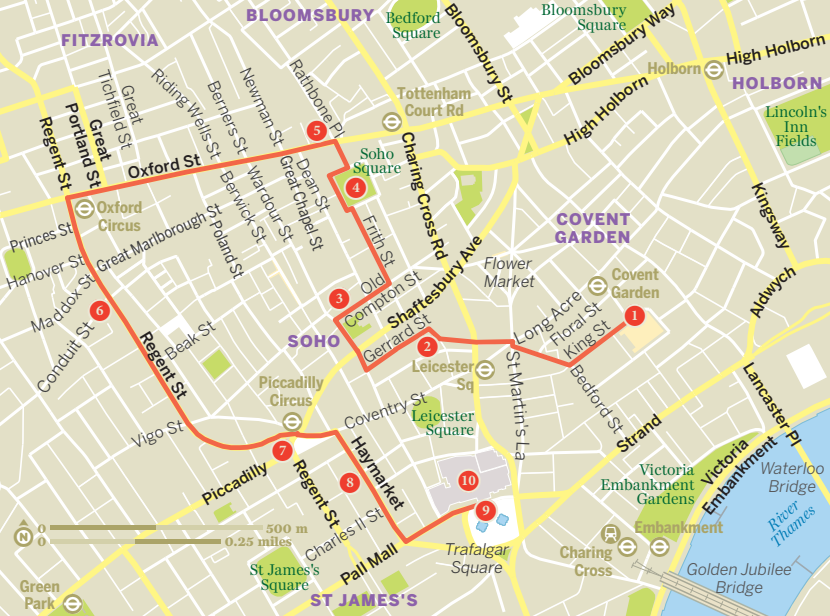 BLOOMSBURY
Bedford
Square
Bloomsbury St
Bloomsbury
Square
Bloomsbury Way
FITZROVIA
High Holborn
Holborn
HOLBORN
Great
Titchfield St
Riding Wells St
Berners St
Newman St
Rathbone Pl
Tottenham
Court Rd
High Holborn
Lincoln's
Inn
Fields
Regent St
Great
Portland St
5
Oxford St
Soho
Square
4
Charing Cross Rd
Dean St
Great Chapel St
Wardour St
Berwick St
Poland St
Oxford
Circus
Princes St
Great Marlborough St
Hanover St
Maddox St
Conduit St
6
Frith St
Kingsway
COVENT
GARDEN
Flower
Market
Covent
Garden
Aldwych
3
Old
Compton St
Shaftesbury Ave
Long Acre
Floral St
King St
1
SOHO
Gerrard St
2
Leicester
Sq
Regent St
Beak St
St Martin's La
Bedford St
Lancaster Pl
Piccadilly
Circus
Coventry St
Leicester
Square
Strand
Vigo St
7
Piccadilly
Regent St
Haymarket
8
10
9
Victoria
Embankment
Gardens
Victoria
Embankment
Waterloo
Bridge
River
Thames
N
0
500 m
0
0.25 miles
Charles II St
Pall Mall
Trafalgar
Square
Charing
Cross
Embankment
Golden Jubilee
Bridge
St James's
Square
Green
Park
ST JAMES'S